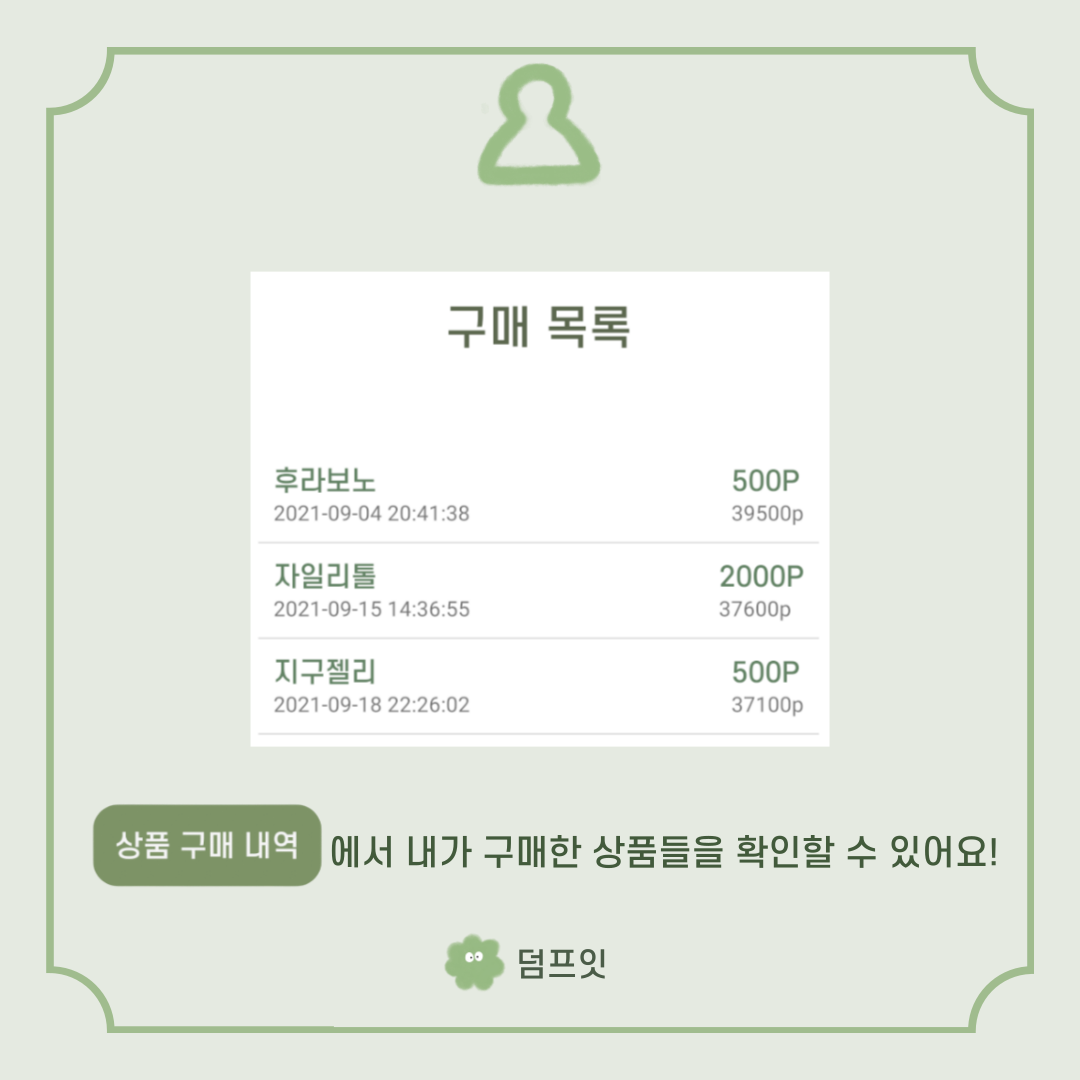 구매 목록
후라보노 500P
2021-09-04 20:41:38 39500p
자일리톨 2000P
2021-09-15 14:36:55 37600p
지구젤리 500P
2021-09-18 22:26:02 37100p
상품 구매 내역 에서 내가 구매한 상품들을 확인할 수 있어요!
덤프잇